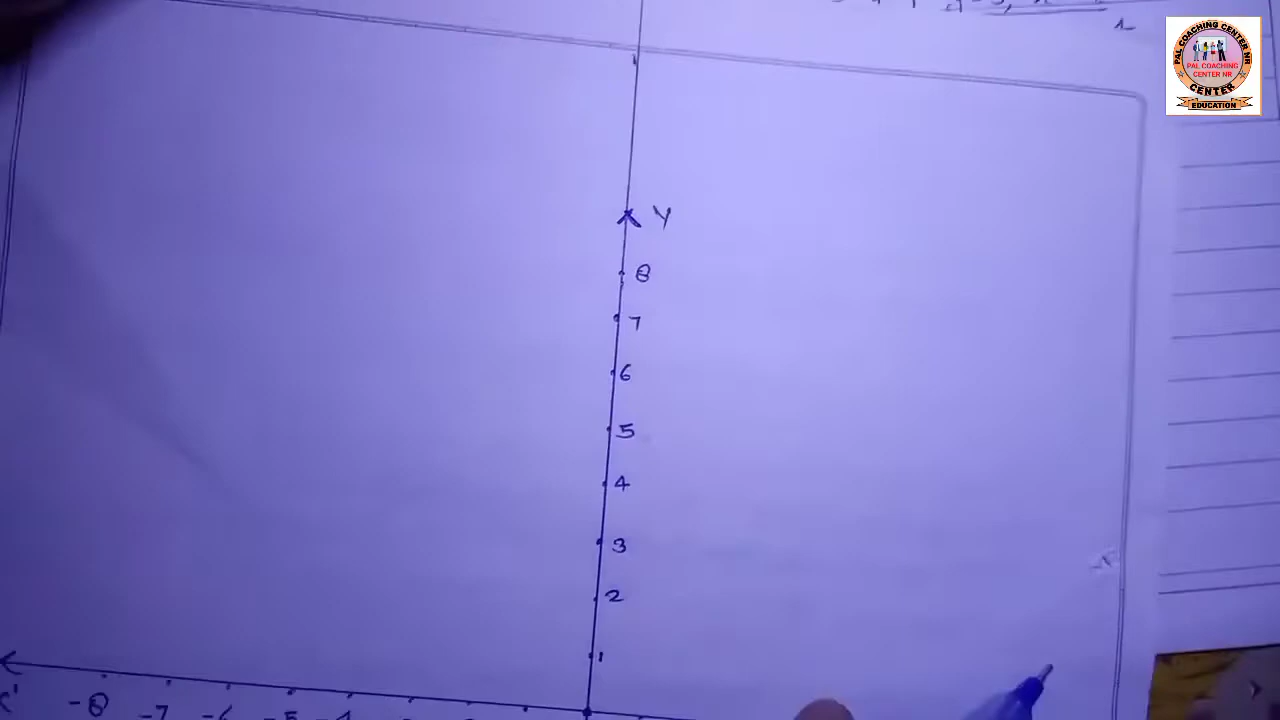 PAL COACHING CENTER NR
PAL COACHING
CENTER NR
CENTER
EDUCATION
Y
8
7
6
5
4
3
2
1
X' -8 -7 -6 -5 -4